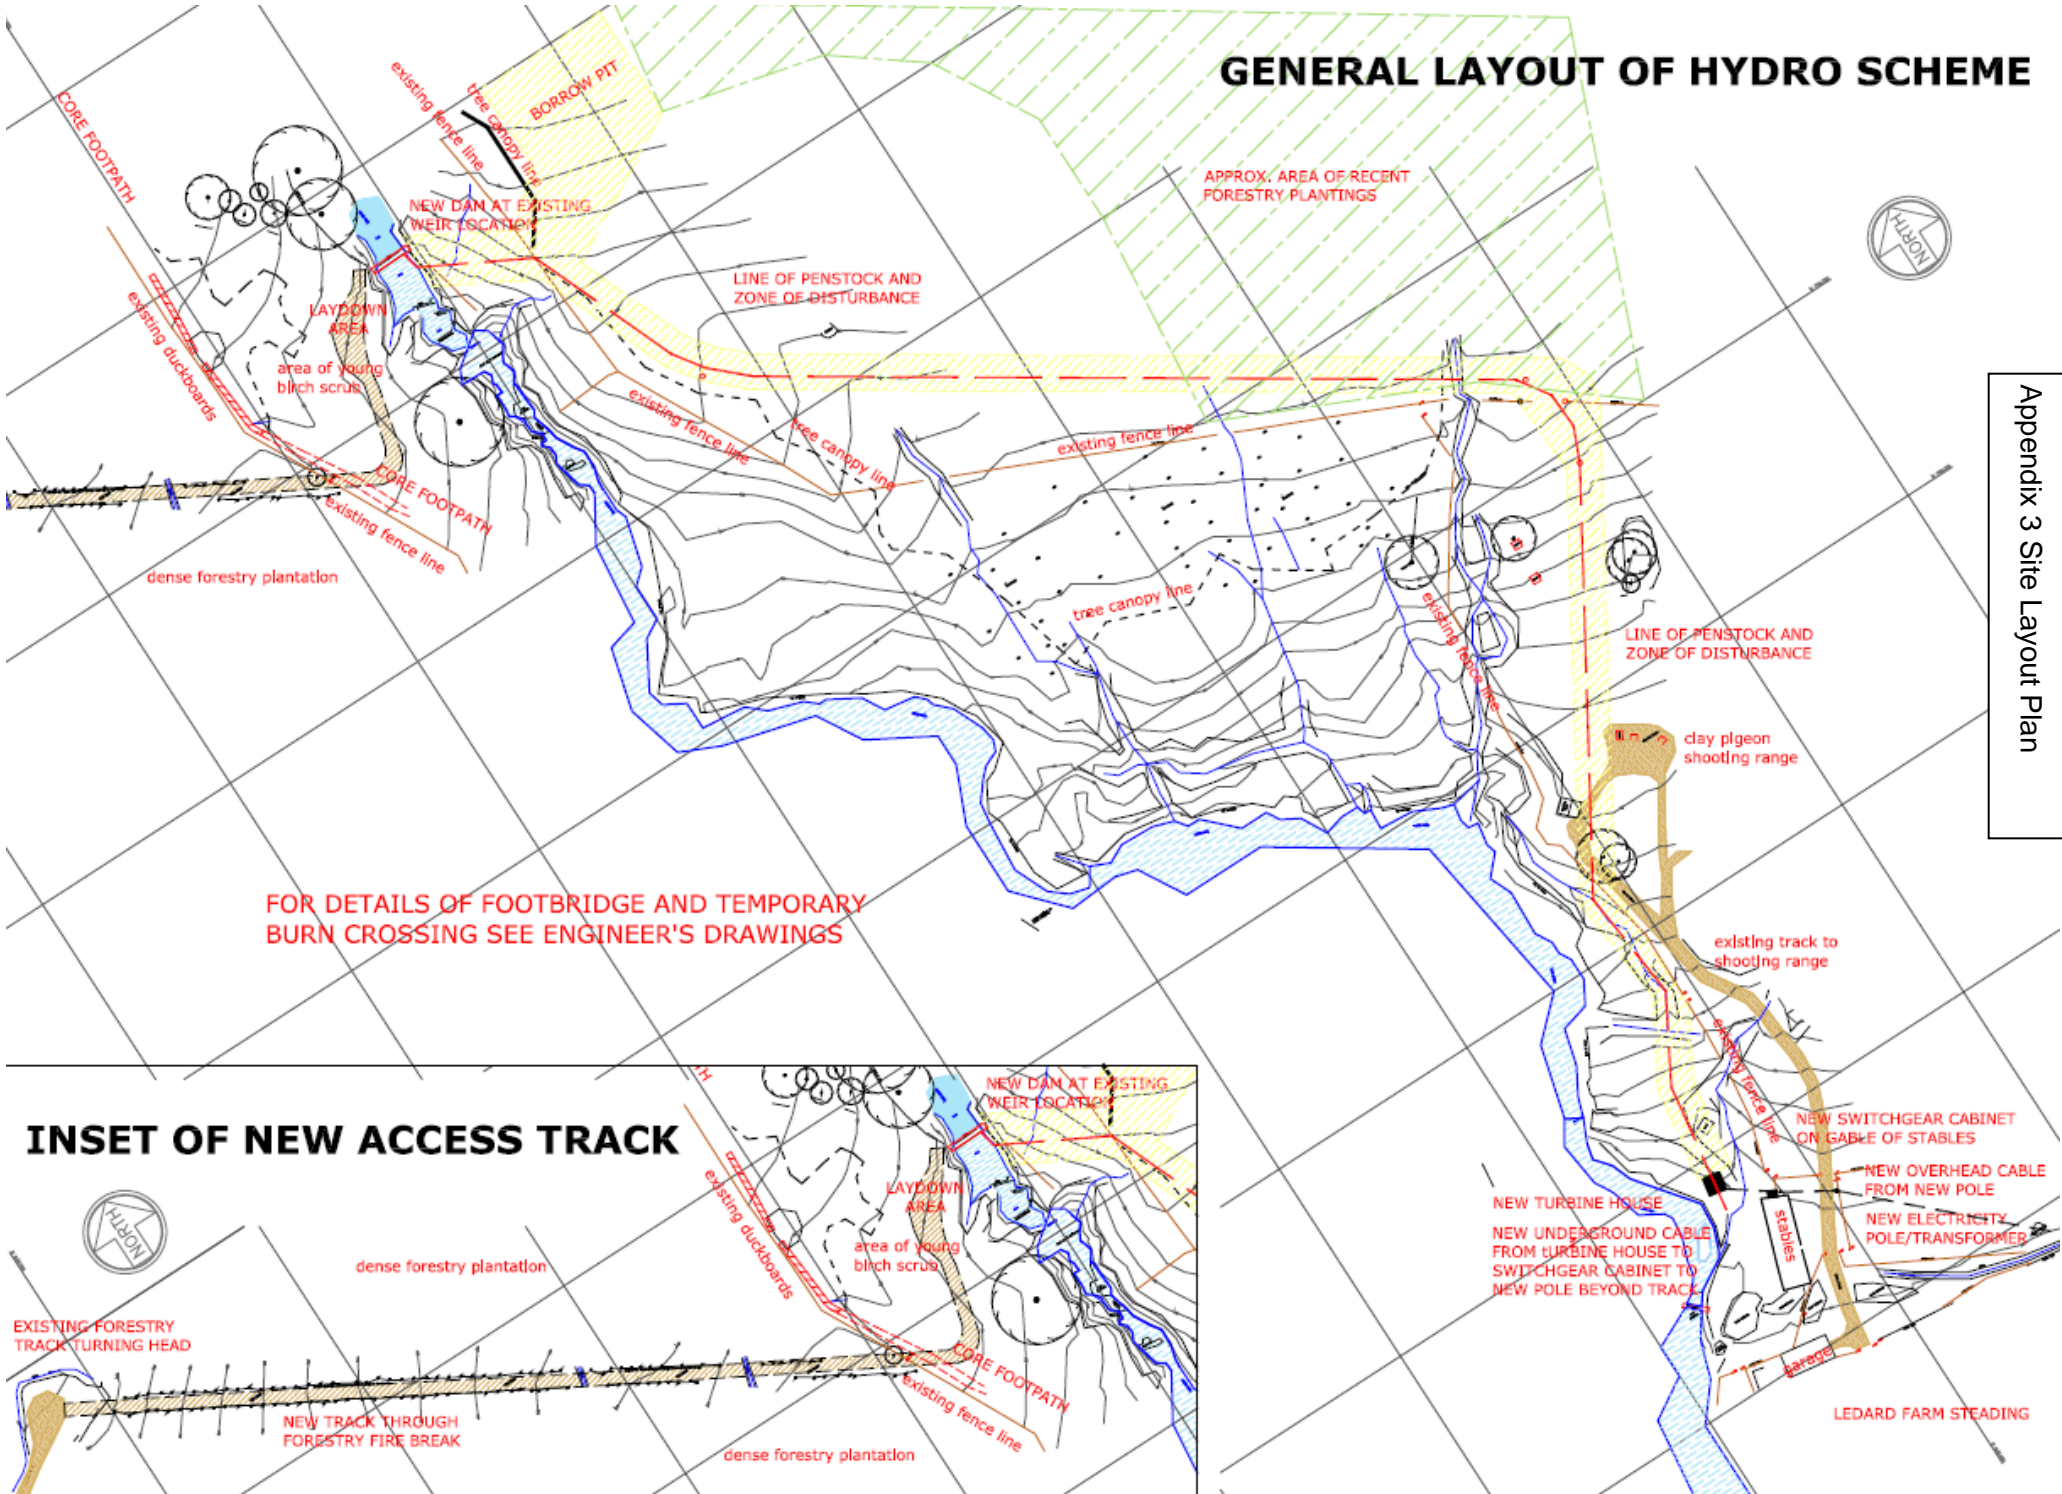 GENERAL LAYOUT OF HYDRO SCHEME
Appendix 3 Site Layout Plan
CORE FOOTPATH
existing fence line
tree canopy line
BORROW PIT
NEW DAM AT EXISTING
WEIR LOCATION
APPROX. AREA OF RECENT
FORESTRY PLANTINGS
NORTH
LINE OF PENSTOCK AND
ZONE OF DISTURBANCE
LAYDOWN
AREA
existing duckboards
area of young
birch scrub
existing fence line
tree canopy line
existing fence line
CORE FOOTPATH
existing fence line
dense forestry plantation
tree canopy line
existing fence line
LINE OF PENSTOCK AND
ZONE OF DISTURBANCE
clay pigeon
shooting range
FOR DETAILS OF FOOTBRIDGE AND TEMPORARY
BURN CROSSING SEE ENGINEER'S DRAWINGS
existing track to
shooting range
existing fence line
NEW SWITCHGEAR CABINET
ON GABLE OF STABLES
NEW OVERHEAD CABLE
FROM NEW POLE
NEW TURBINE HOUSE
NEW ELECTRICITY
POLE/TRANSFORMER
NEW UNDERGROUND CABLE
FROM tURBINE HOUSE TO
SWITCHGEAR CABINET TO
NEW POLE BEYOND TRACK
stables
garage
LEDARD FARM STEADING
INSET OF NEW ACCESS TRACK
TH
NEW DAM AT EXISTING
WEIR LOCATION
NORTH
LAYDOWN
AREA
existing duckboards
area of young
birch scrub
dense forestry plantation
EXISTING FORESTRY
TRACK TURNING HEAD
CORE FOOTPATH
existing fence line
NEW TRACK THROUGH
FORESTRY FIRE BREAK
dense forestry plantation